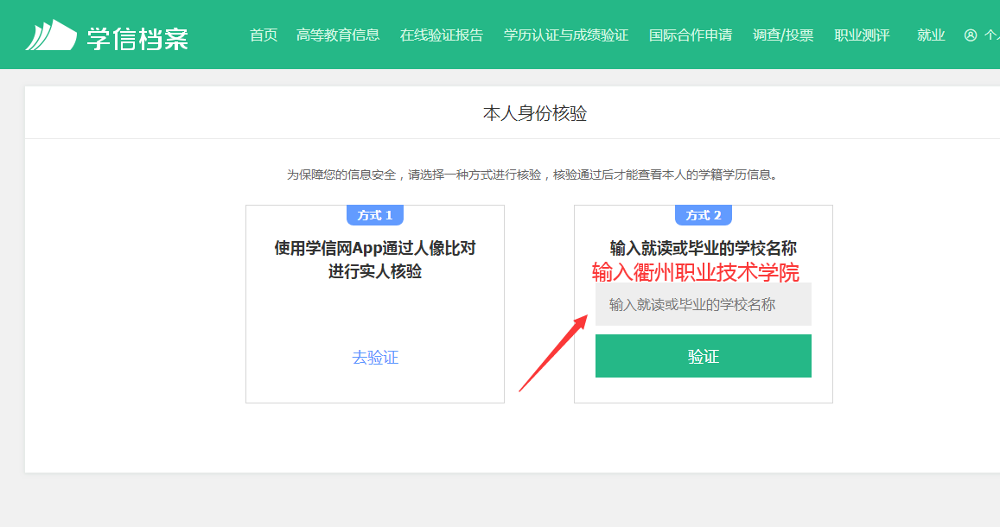 学信档案
首页 高等教育信息 在线验证报告 学历认证与成绩验证 国际合作申请 调查/投票 职业测评 就业 个人
本人身份核验
为保障您的信息安全，请选择一种方式进行核验，核验通过后才能查看本人的学籍学历信息。
方式 1
使用学信网App通过人像比对
进行实人核验
去验证
方式 2
输入就读或毕业的学校名称
输入衢州职业技术学院
输入就读或毕业的学校名称
验证